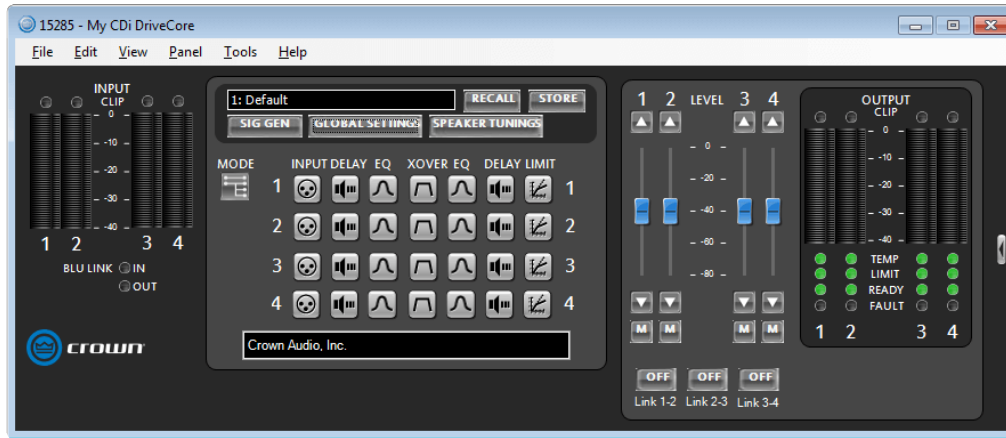 15285 - My CDi DriveCore
File Edit View Panel Tools Help
INPUT
CLIP
0
-10
-20
-30
-40
1 2 3 4
BLU LINK IN
OUT
crown
1: Default RECALL STORE
SIG GEN GLOBAL SETTINGS SPEAKER TUNINGS
MODE INPUT DELAY EQ XOVER EQ DELAY LIMIT
1 1
2 2
3 3
4 4
Crown Audio, Inc.
1 2 LEVEL 3 4
0
-20
-40
-60
-80
M M M M
OFF OFF OFF
Link 1-2 Link 2-3 Link 3-4
OUTPUT
CLIP
0
-10
-20
-30
-40
TEMP
LIMIT
READY
FAULT
1 2 3 4